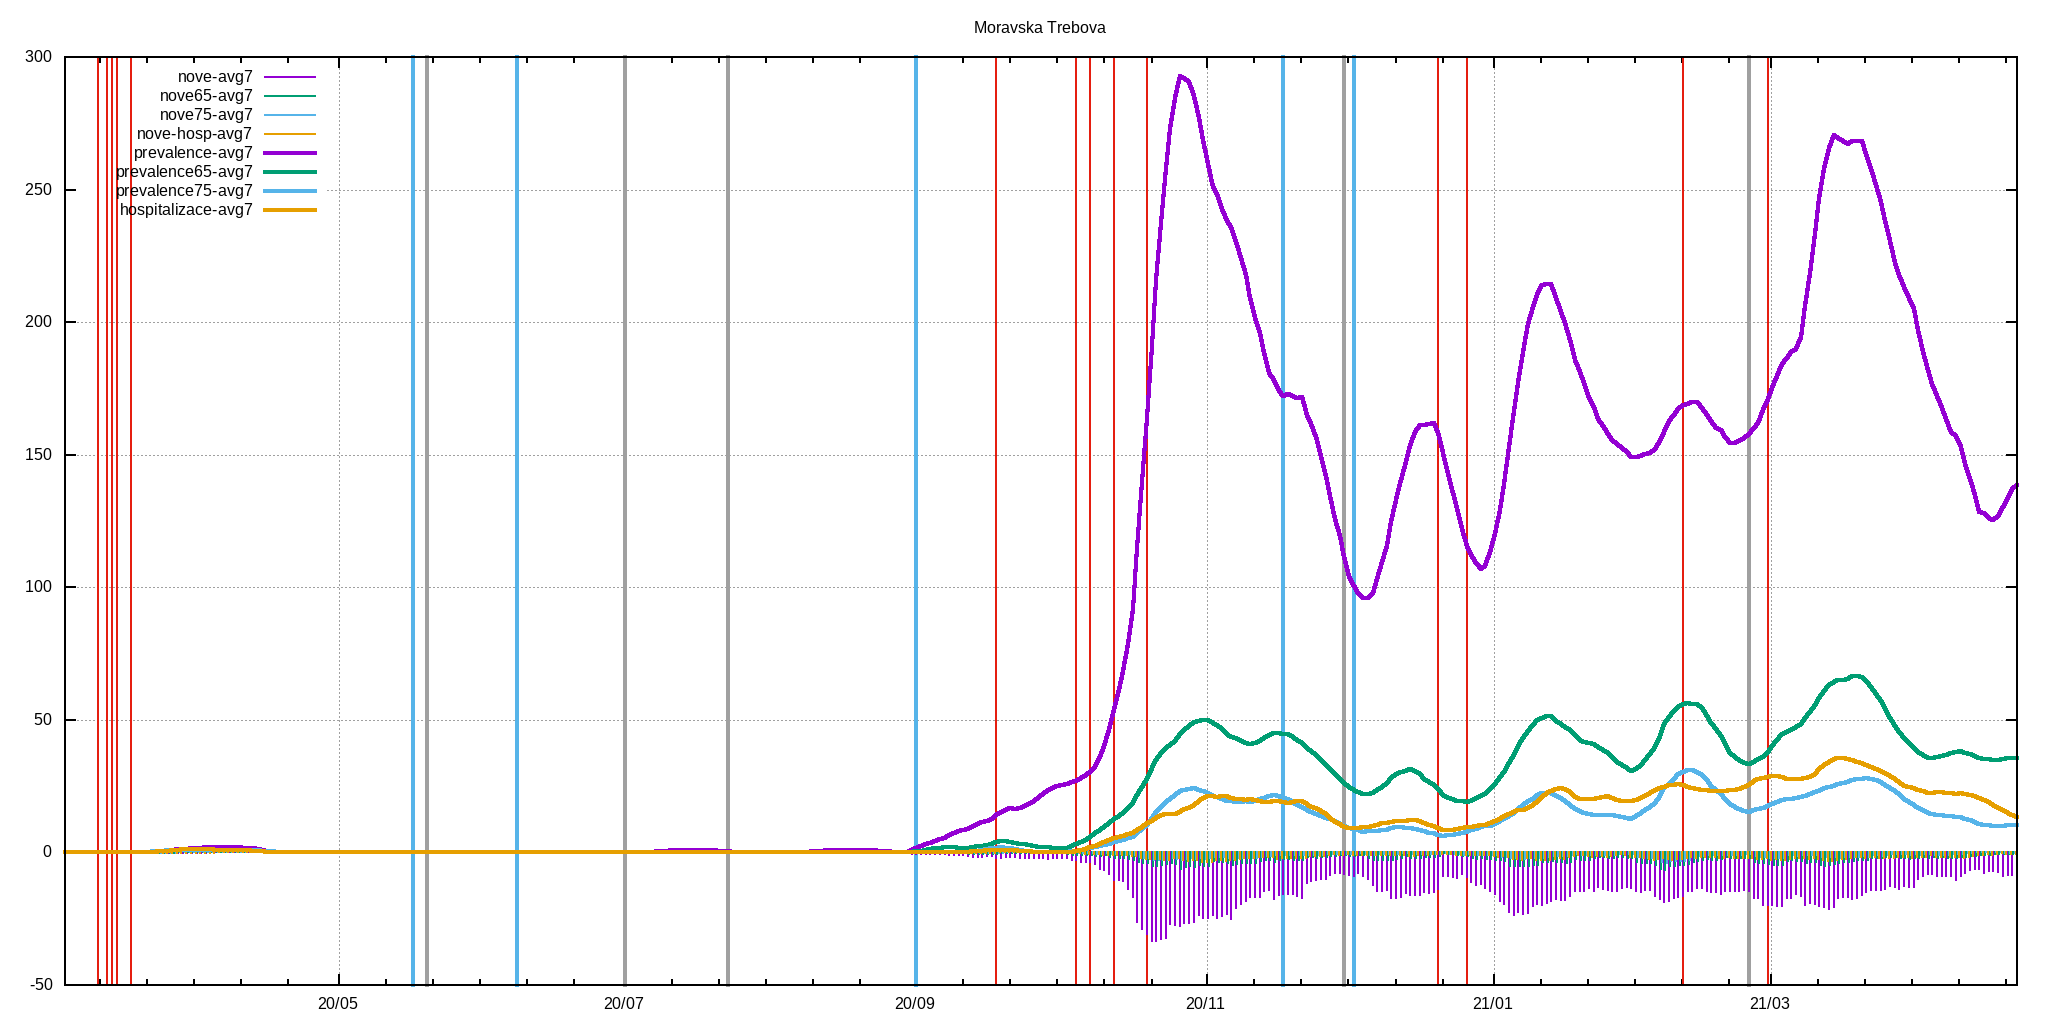 Moravska Trebova
300
250
200
150
100
50
0
-50
nove-avg7
nove65-avg7
nove75-avg7
nove-hosp-avg7
prevalence-avg7
prevalence65-avg7
prevalence75-avg7
hospitalizace-avg7
20/05 20/07 20/09 20/11 21/01 21/03